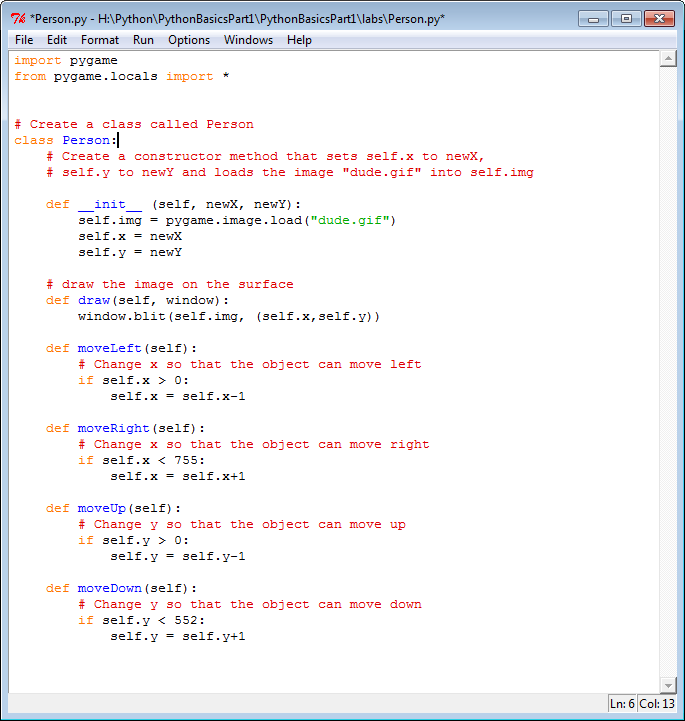 *Person.py - H:\Python\PythonBasicsPart1\PythonBasicsPart1\labs\Person.py*
File Edit Format Run Options Windows Help
import pygame
from pygame.locals import *
# Create a class called Person
class Person:
    # Create a constructor method that sets self.x to newX,
    # self.y to newY and loads the image "dude.gif" into self.img
    def __init__ (self, newX, newY):
        self.img = pygame.image.load("dude.gif")
        self.x = newX
        self.y = newY
    # draw the image on the surface
    def draw(self, window):
        window.blit(self.img, (self.x,self.y))
    def moveLeft(self):
        # Change x so that the object can move left
        if self.x > 0:
            self.x = self.x-1
    def moveRight(self):
        # Change x so that the object can move right
        if self.x < 755:
            self.x = self.x+1
    def moveUp(self):
        # Change y so that the object can move up
        if self.y > 0:
            self.y = self.y-1
    def moveDown(self):
        # Change y so that the object can move down
        if self.y < 552:
            self.y = self.y+1
Ln: 6 Col: 13